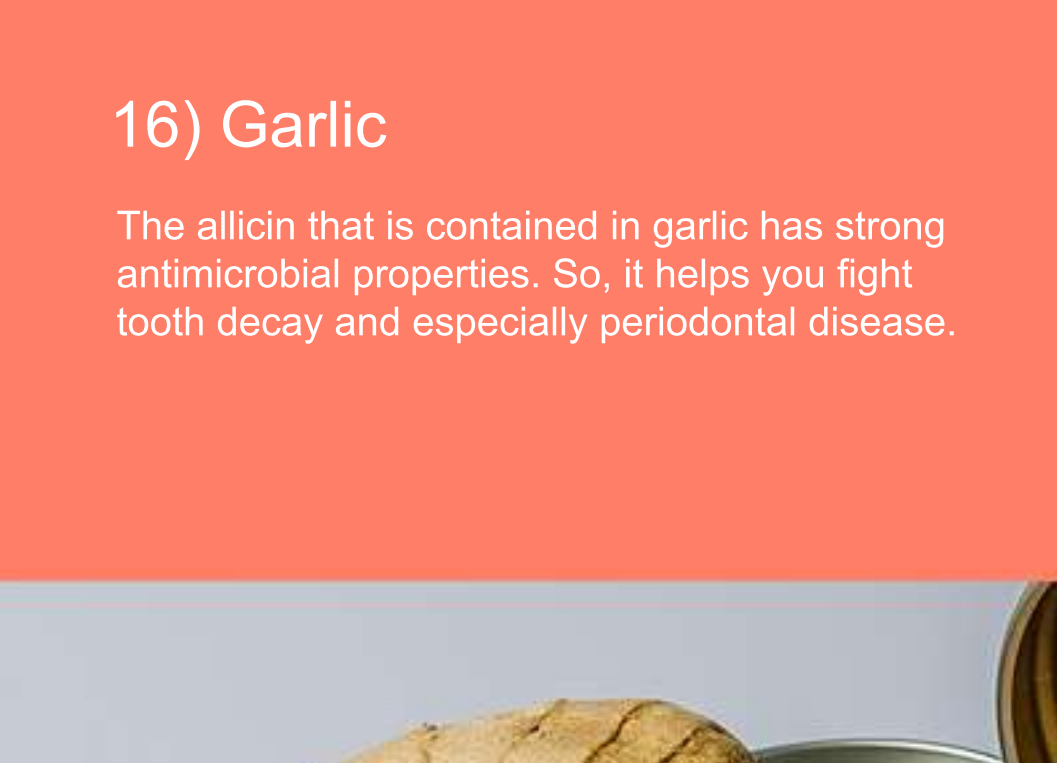 16) Garlic
The allicin that is contained in garlic has strong
antimicrobial properties. So, it helps you fight
tooth decay and especially periodontal disease.